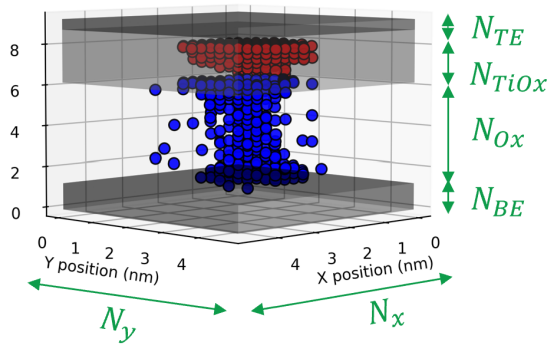 8
6
4
2
0
0
1
2
3
4
Y position (nm)
4
3
2
1
0
X position (nm)
N_TE
N_TiOx
N_Ox
N_BE
N_y
N_x